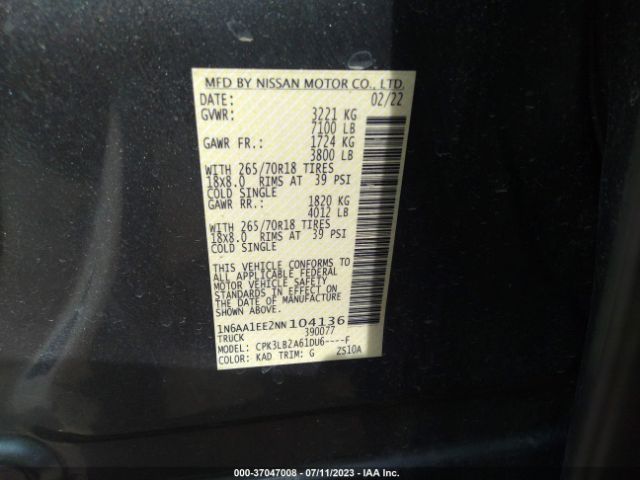 MFD BY NISSAN MOTOR CO., LTD.
DATE: 02/22
GVWR: 3221 KG
7100 LB
GAWR FR.: 1724 KG
3800 LB
WITH 265/70R18 TIRES
18x8.0 RIMS AT 39 PSI
COLD SINGLE
GAWR RR.: 1820 KG
4012 LB
WITH 265/70R18 TIRES
18x8.0 RIMS AT 39 PSI
COLD SINGLE
THIS VEHICLE CONFORMS TO
ALL APPLICABLE FEDERAL
MOTOR VEHICLE SAFETY
STANDARDS IN EFFECT ON
THE DATE OF MANUFACTURE
SHOWN ABOVE.
1N6AA1EE2NN104136
TRUCK 390077
MODEL: CPK3LB2A61DU6----F
COLOR: KAD TRIM: G ZS10A
000-37047008 - 07/11/2023 - IAA Inc.